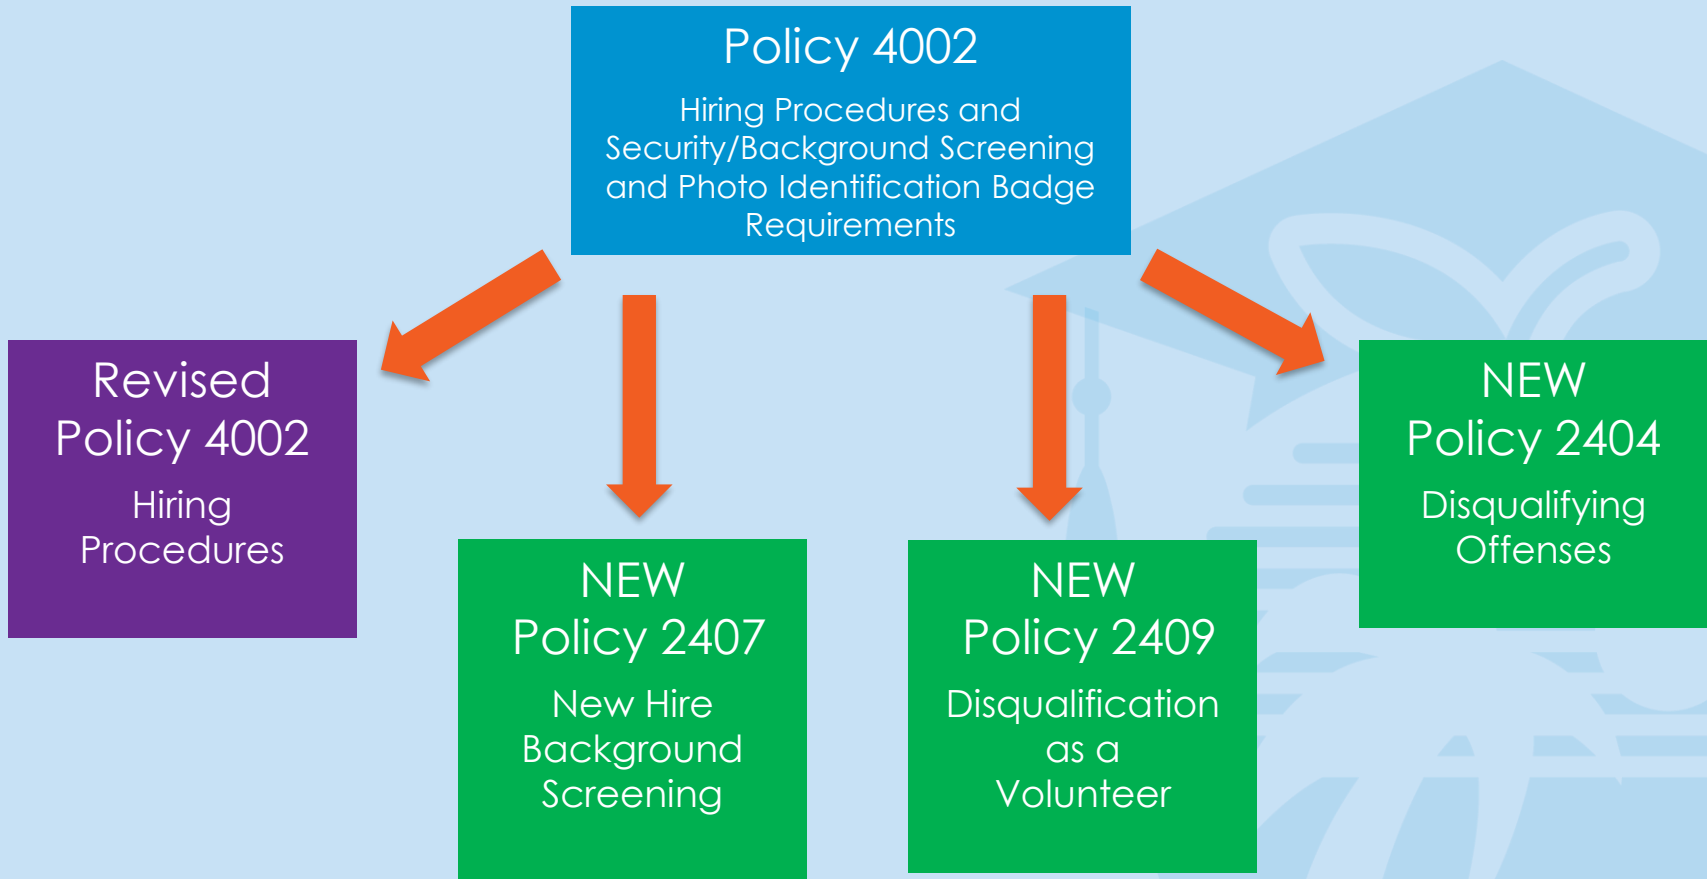 Policy 4002
Hiring Procedures and
Security/Background Screening
and Photo Identification Badge
Requirements
Revised
Policy 4002
Hiring
Procedures
NEW
Policy 2407
New Hire
Background
Screening
NEW
Policy 2409
Disqualification
as a
Volunteer
NEW
Policy 2404
Disqualifying
Offenses